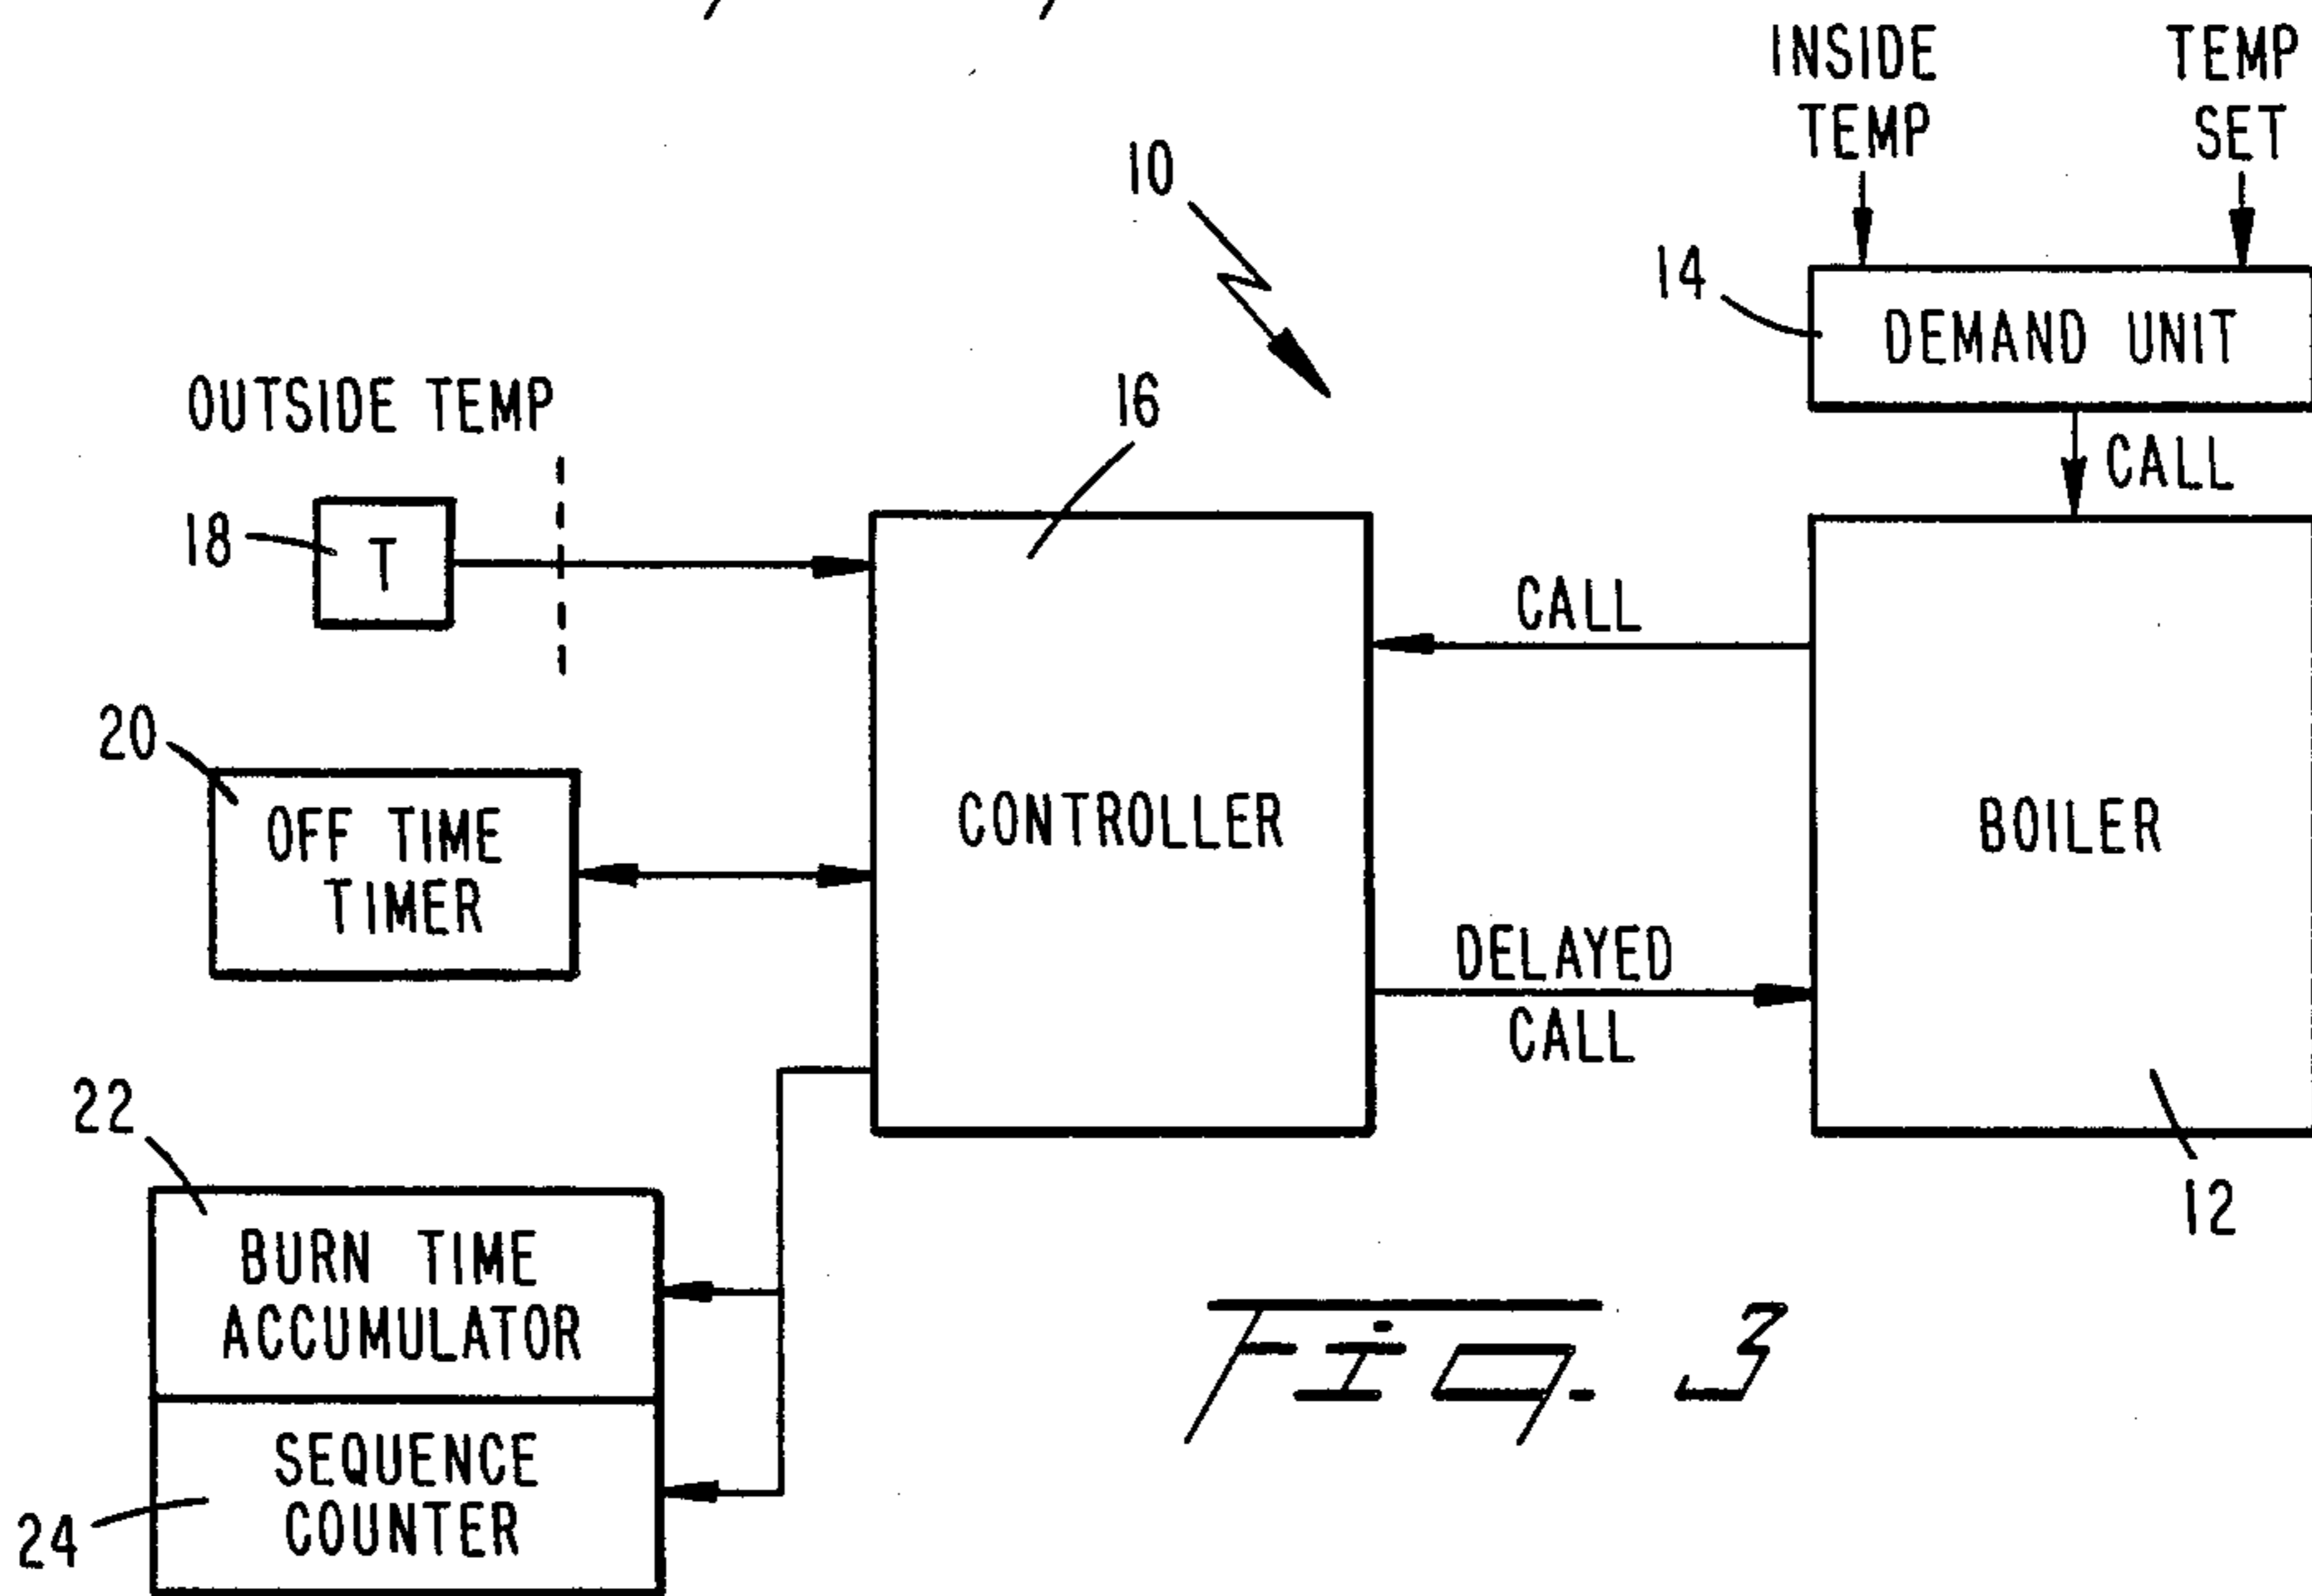 INSIDE TEMP
TEMP SET
10
14
DEMAND UNIT
OUTSIDE TEMP
16
CALL
18
T
CALL
20
OFF TIME
TIMER
CONTROLLER
BOILER
DELAYED
CALL
22
12
BURN TIME
ACCUMULATOR
Fig. 3
SEQUENCE
COUNTER
24